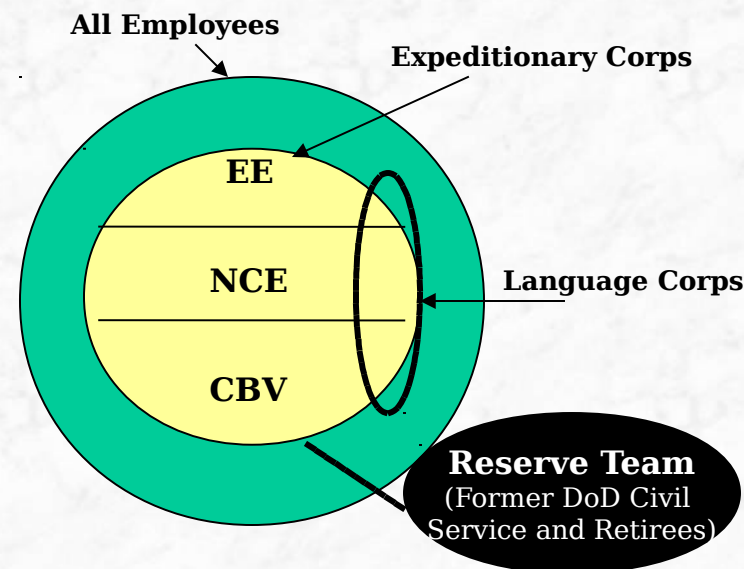 All Employees
Expeditionary Corps
EE
NCE
Language Corps
CBV
Reserve Team
(Former DoD Civil
Service and Retirees)